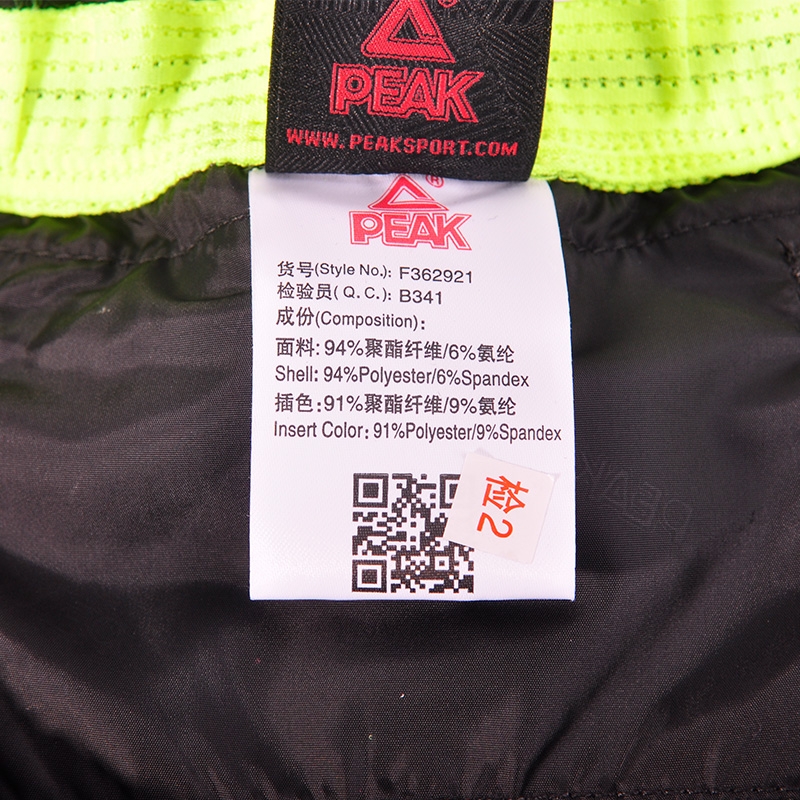 PEAK
WWW.PEAKSPORT.COM
®
PEAK
货号(Style No.): F362921
检验员(Q.C.): B341
成份(Composition):
面料: 94%聚酯纤维/6%氨纶
Shell: 94%Polyester/6%Spandex
插色:91%聚酯纤维/9%氨纶
Insert Color: 91%Polyester/9%Spandex
检2
PEAK